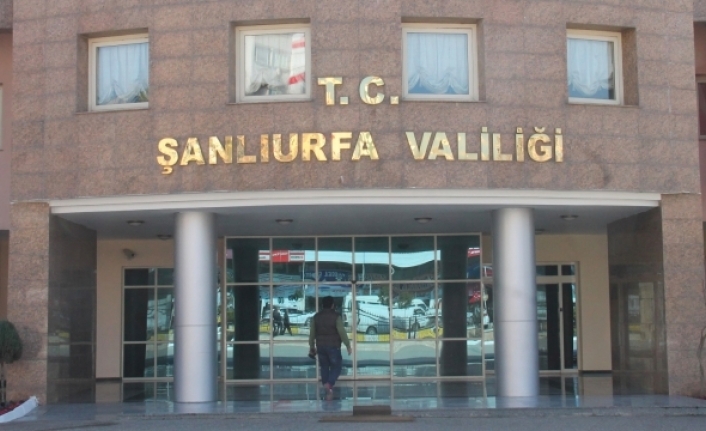 T. C.
ŞANLIURFA VALİLİĞİ